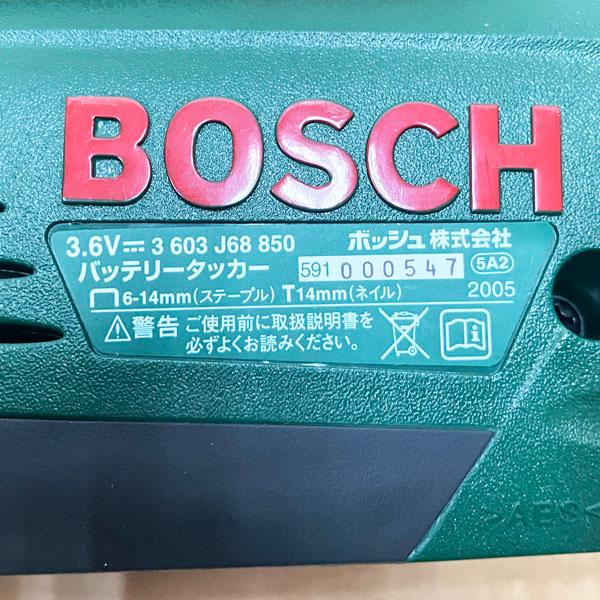 BOSCH
3.6V⎓ 3 603 J68 850 ボッシュ株式会社
バッテリータッカー 591 000547 5A2
6-14mm(ステープル) T14mm(ネイル) 2005
警告 ご使用前に取扱説明書を
必ずよくお読みください。
>ABS<